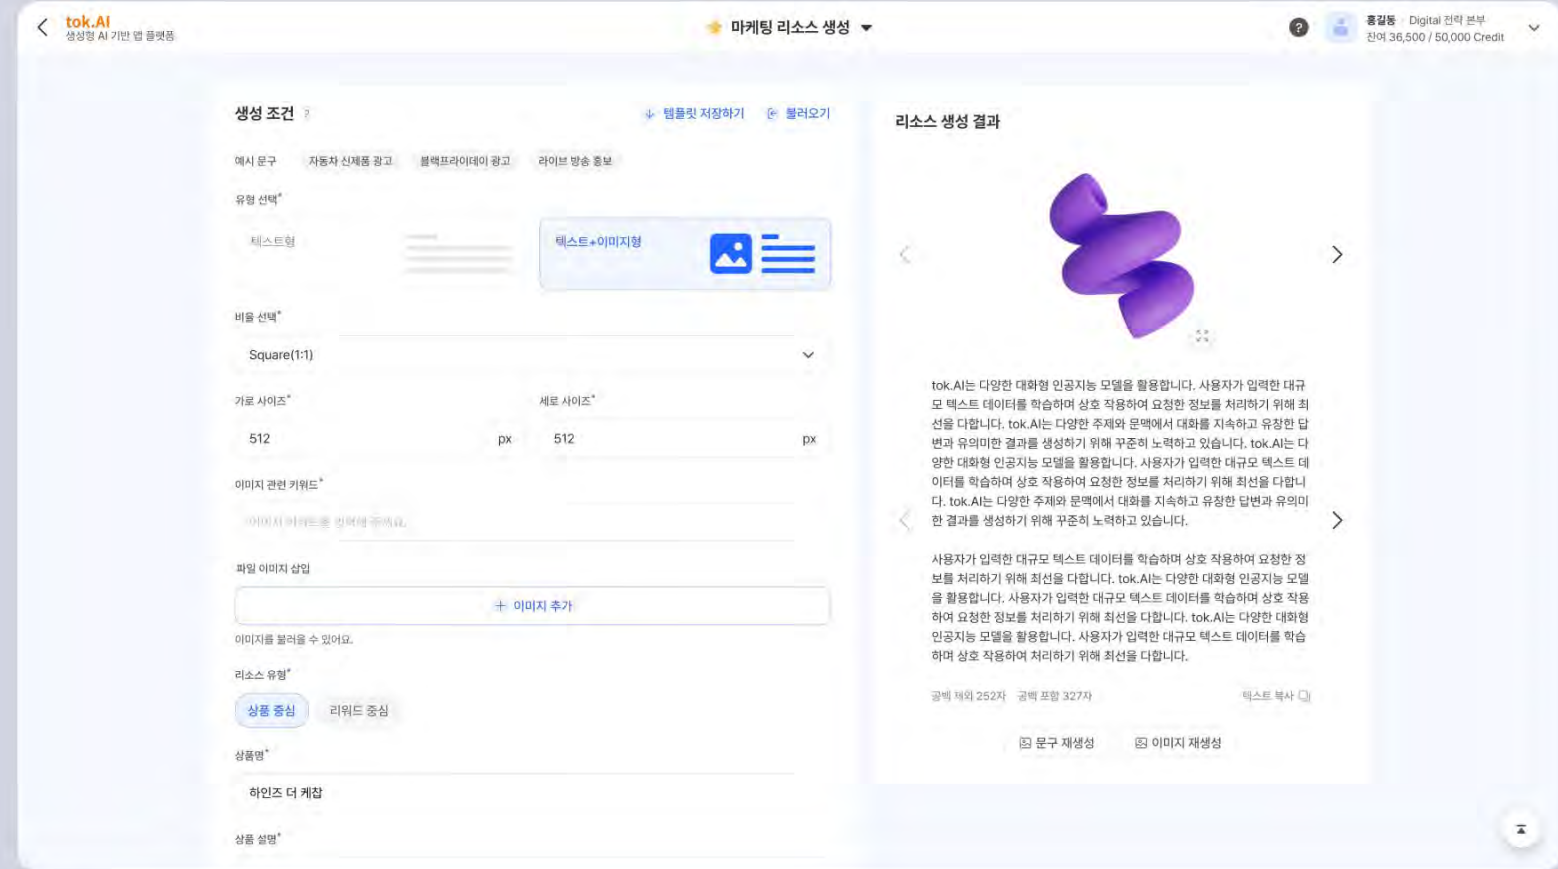 tok.AI
생성형 AI 기반 앱 플랫폼
마케팅 리소스 생성
?
홍길동 Digital 전략 본부
잔여 36,500 / 50,000 Credit
생성 조건 ?
템플릿 저장하기 불러오기
예시 문구 자동차 신제품 광고 블랙프라이데이 광고 라이브 방송 홍보
유형 선택*
텍스트형
텍스트+이미지형
비율 선택*
Square(1:1)
가로 사이즈* 세로 사이즈*
512 px 512 px
이미지 관련 키워드*
파일 이미지 삽입
+ 이미지 추가
이미지를 불러올 수 있어요.
리소스 유형*
상품 중심 리워드 중심
상품명*
하인즈 더 케찹
상품 설명*
리소스 생성 결과
tok.AI는 다양한 대화형 인공지능 모델을 활용합니다. 사용자가 입력한 대규
모 텍스트 데이터를 학습하며 상호 작용하여 요청한 정보를 처리하기 위해 최
선을 다합니다. tok.AI는 다양한 주제와 문맥에서 대화를 지속하고 유창한 답
변과 유의미한 결과를 생성하기 위해 꾸준히 노력하고 있습니다. tok.AI는 다
양한 대화형 인공지능 모델을 활용합니다. 사용자가 입력한 대규모 텍스트 데
이터를 학습하며 상호 작용하여 요청한 정보를 처리하기 위해 최선을 다합니
다. tok.AI는 다양한 주제와 문맥에서 대화를 지속하고 유창한 답변과 유의미
한 결과를 생성하기 위해 꾸준히 노력하고 있습니다.
사용자가 입력한 대규모 텍스트 데이터를 학습하며 상호 작용하여 요청한 정
보를 처리하기 위해 최선을 다합니다. tok.AI는 다양한 대화형 인공지능 모델
을 활용합니다. 사용자가 입력한 대규모 텍스트 데이터를 학습하며 상호 작용
하여 요청한 정보를 처리하기 위해 최선을 다합니다. tok.AI는 다양한 대화형
인공지능 모델을 활용합니다. 사용자가 입력한 대규모 텍스트 데이터를 학습
하며 상호 작용하여 처리하기 위해 최선을 다합니다.
공백 제외 252자 공백 포함 327자
텍스트 복사
문구 재생성 이미지 재생성